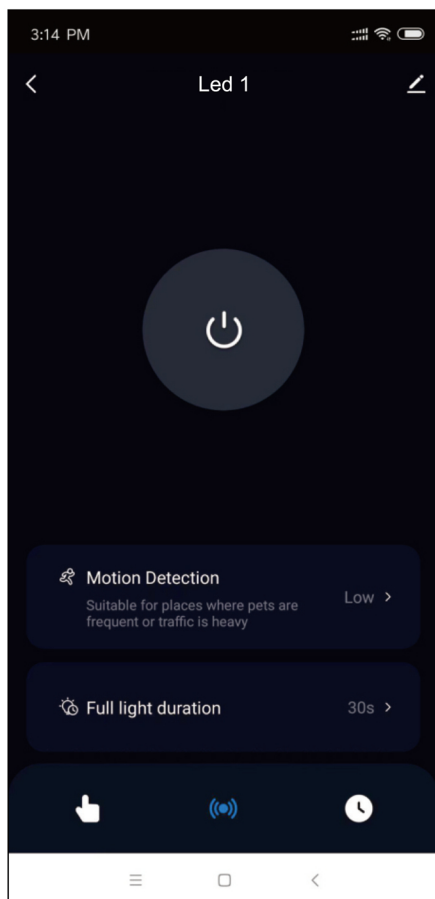 3:14 PM
Led 1
Motion Detection
Suitable for places where pets are
frequent or traffic is heavy
Low
Full light duration
30s